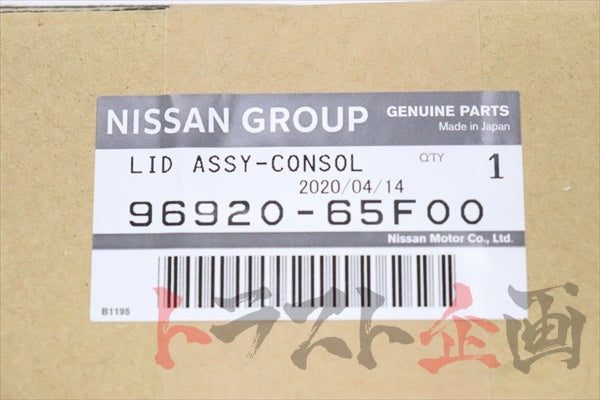 NISSAN GROUP GENUINE PARTS
Made in Japan
LID ASSY-CONSOL Q'TY 1
2020/04/14
96920-65F00
Nissan Motor Co., Ltd.
B1195
トラスト企画